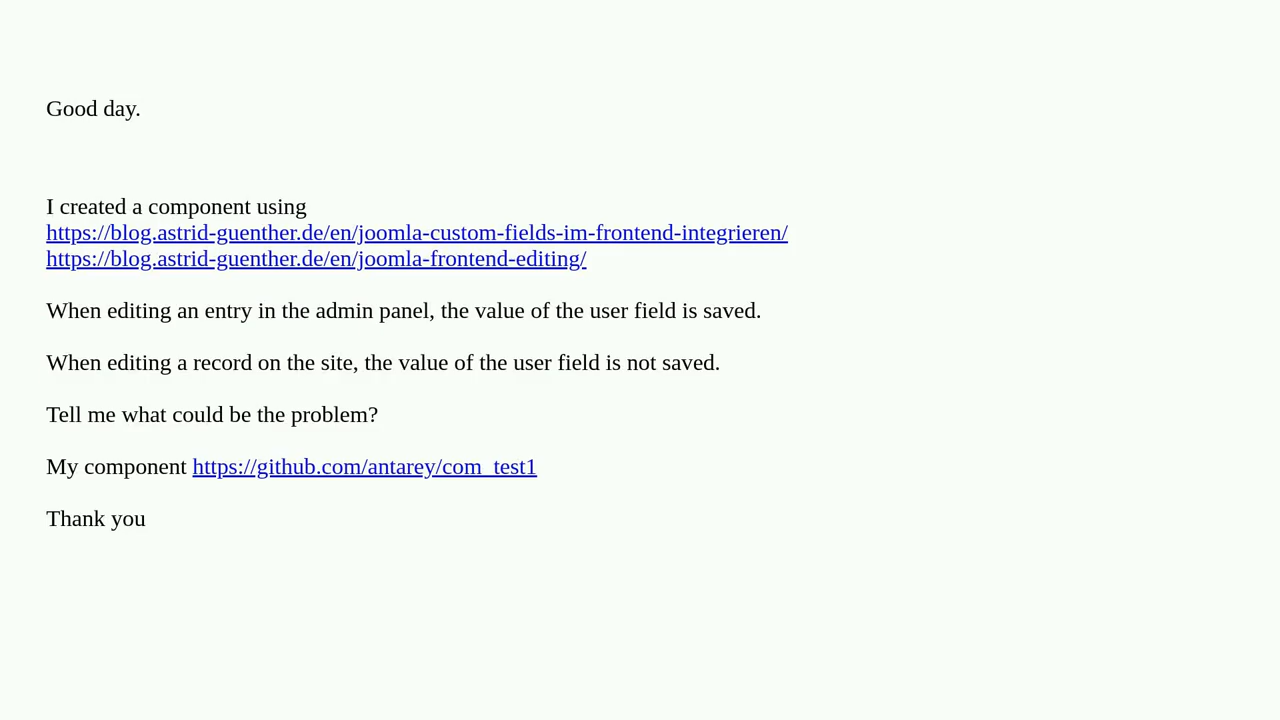 Good day.
I created a component using
https://blog.astrid-guenther.de/en/joomla-custom-fields-im-frontend-integrieren/
https://blog.astrid-guenther.de/en/joomla-frontend-editing/
When editing an entry in the admin panel, the value of the user field is saved.
When editing a record on the site, the value of the user field is not saved.
Tell me what could be the problem?
My component https://github.com/antarey/com_test1
Thank you